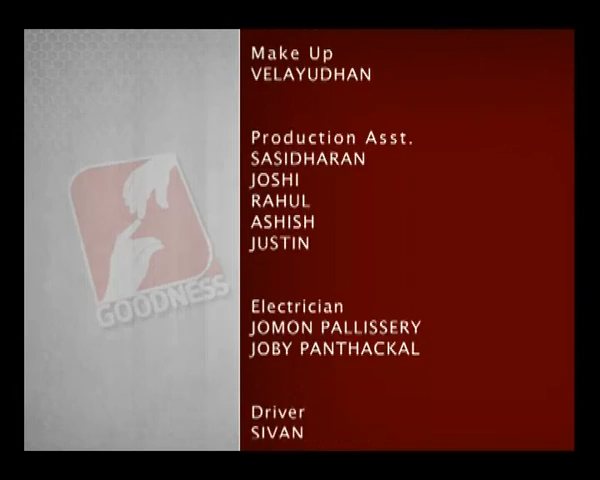 Make Up
VELAYUDHAN
Production Asst.
SASIDHARAN
JOSHI
RAHUL
ASHISH
JUSTIN
Electrician
JOMON PALLISSERY
JOBY PANTHACKAL
Driver
SIVAN
GOODNESS